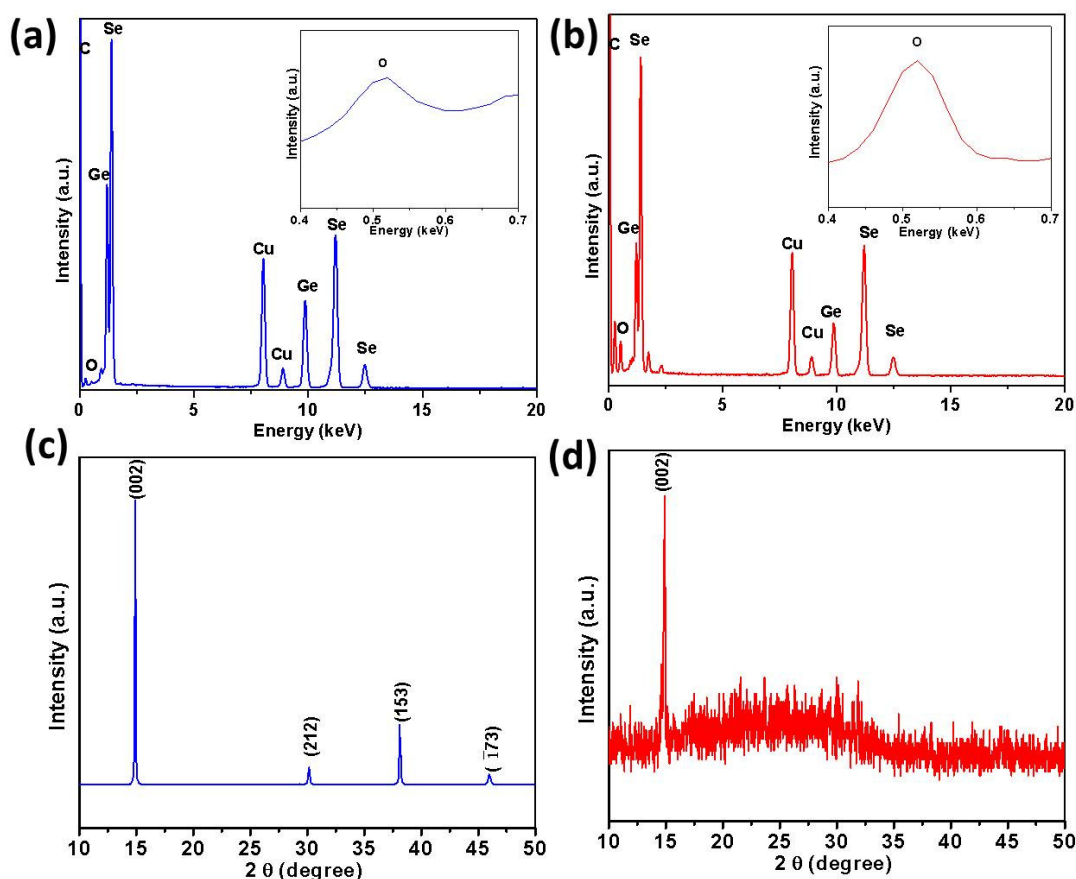 (a)
C
Se
Ge
O
Cu
Cu
Ge
Se
Se
Intensity (a.u.)
0 5 10 15 20
Energy (keV)
O
Intensity (a.u.)
0.4 0.5 0.6 0.7
Energy (keV)
(b)
C
Se
Ge
O
Cu
Cu
Ge
Se
Se
Intensity (a.u.)
0 5 10 15 20
Energy (keV)
O
Intensity (a.u.)
0.4 0.5 0.6 0.7
Energy (keV)
(c)
(002)
(212)
(153)
(1̄73)
Intensity (a.u.)
10 15 20 25 30 35 40 45 50
2 θ (degree)
(d)
(002)
Intensity (a.u.)
10 15 20 25 30 35 40 45 50
2 θ (degree)